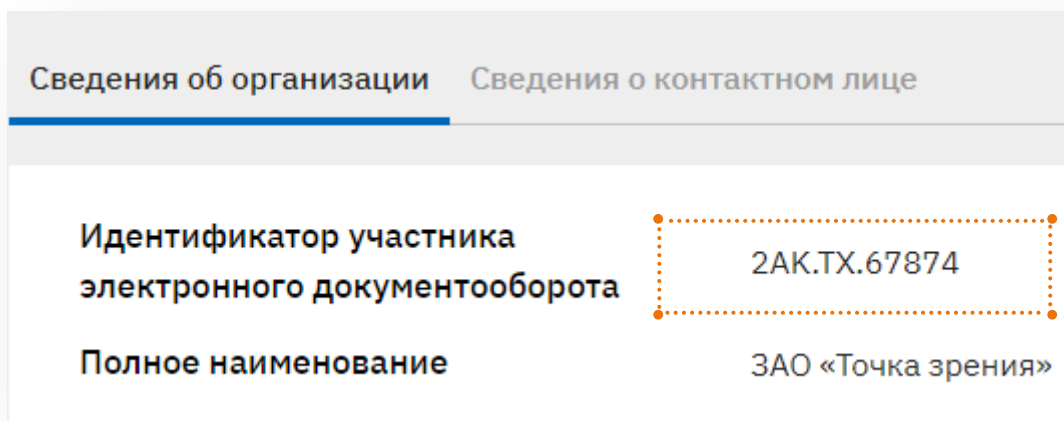 Сведения об организации Сведения о контактном лице
Идентификатор участника
электронного документооборота
2AK.TX.67874
Полное наименование ЗАО «Точка зрения»